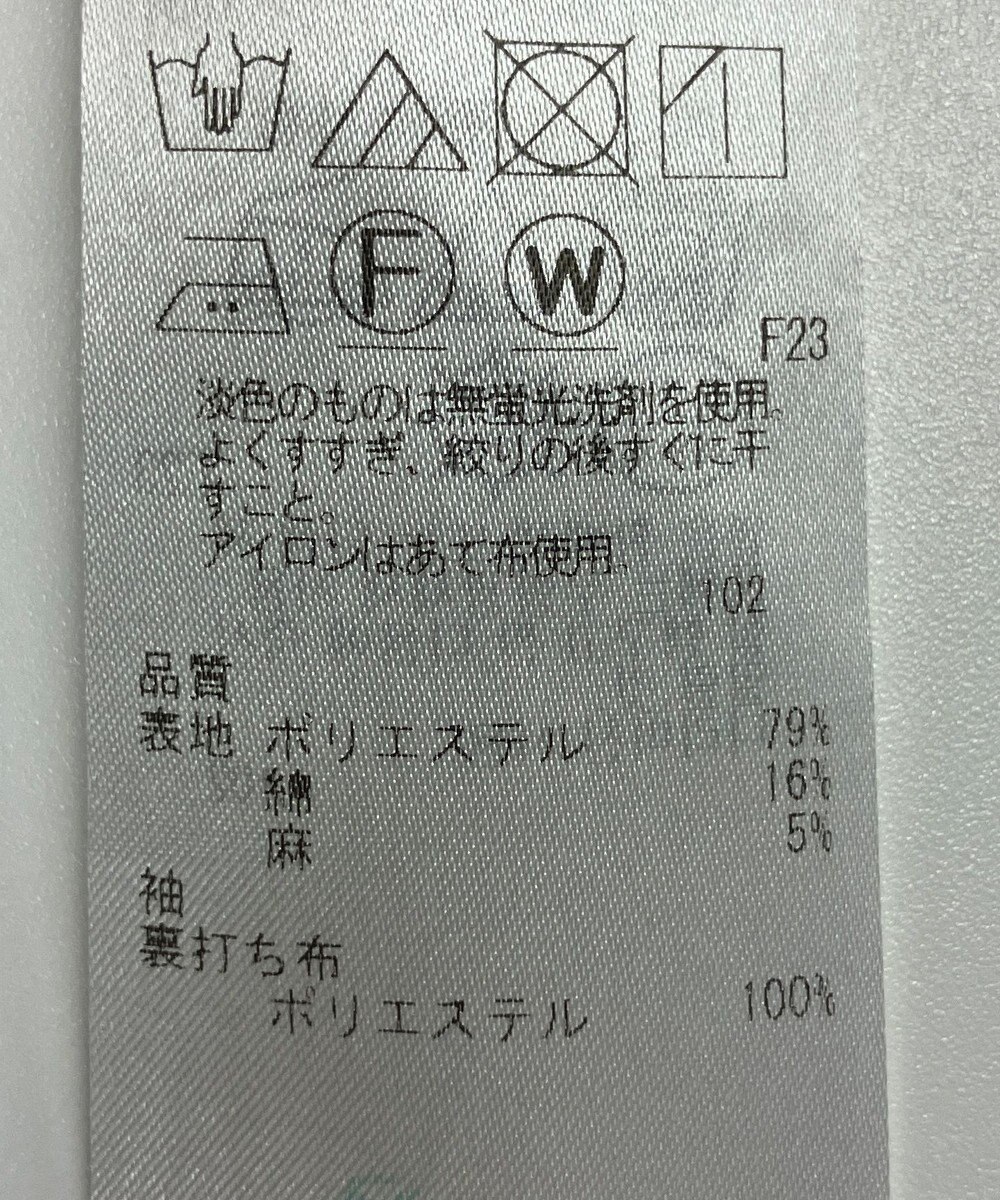 F
W
F23
淡色のものは無蛍光洗剤を使用。
よくすすぎ、絞りの後すぐに干
すこと。
アイロンはあて布使用。
102
品質
表地 ポリエステル 79%
綿 16%
麻 5%
袖
裏打ち布
ポリエステル 100%